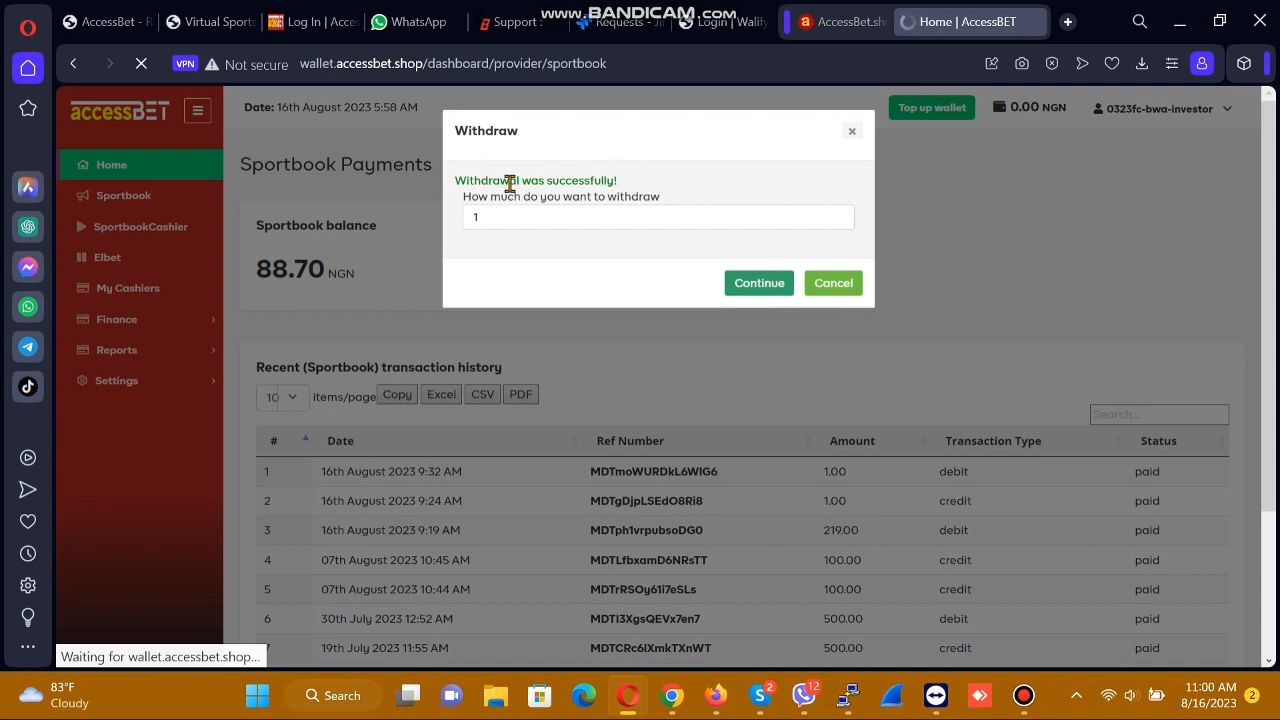 www.BANDICAM.com
AccessBet - R
Virtual Sports
Log In | Acces
WhatsApp
Support :
Requests - Jir
Login | Walify
AccessBet.sh
Home | AccessBET
VPN
Not secure
wallet.accessbet.shop/dashboard/provider/sportbook
accessBET
Date: 16th August 2023 5:58 AM
Top up wallet
0.00 NGN
0323fc-bwa-investor
Home
Sportbook
SportbookCashier
Elbet
My Cashiers
Finance
Reports
Settings
Sportbook Payments
Sportbook balance
88.70 NGN
Withdraw
Withdrawal was successfully!
How much do you want to withdraw
1
Continue
Cancel
Recent (Sportbook) transaction history
10
items/page
Copy
Excel
CSV
PDF
Search...
# Date Ref Number Amount Transaction Type Status
1 16th August 2023 9:32 AM MDTmoWURDkL6WIG6 1.00 debit paid
2 16th August 2023 9:24 AM MDTgDjpLSEdO8Ri8 1.00 credit paid
3 16th August 2023 9:19 AM MDTph1vrpubsoDG0 219.00 debit paid
4 07th August 2023 10:45 AM MDTLfbxamD6NRsTT 100.00 credit paid
5 07th August 2023 10:44 AM MDTrRSOy61i7eSLs 100.00 credit paid
6 30th July 2023 12:52 AM MDTI3XgsQEVx7en7 500.00 credit paid
7 19th July 2023 11:55 AM MDTCRc6lXmkTXnWT 500.00 credit paid
Waiting for wallet.accessbet.shop...
83°F
Cloudy
Search
12
11:00 AM
8/16/2023
2